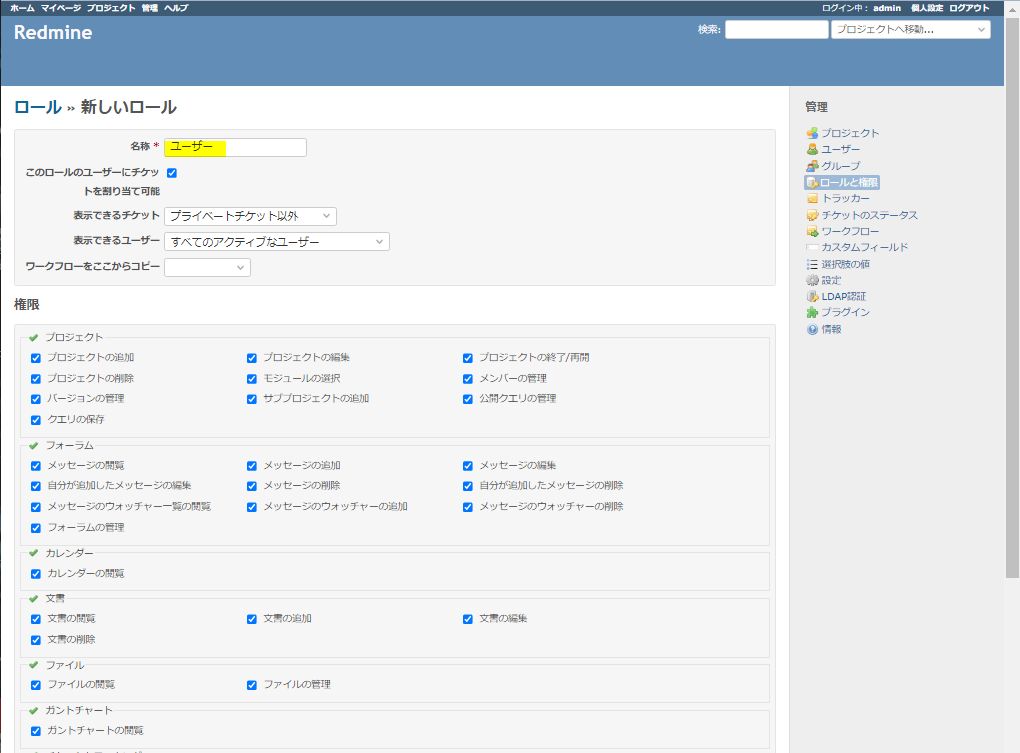 ホーム マイページ プロジェクト 管理 ヘルプ
ログイン中： admin 個人設定 ログアウト
Redmine
検索:
プロジェクトへ移動...
ロール » 新しいロール
名称 * ユーザー
このロールのユーザーにチケッ
トを割り当て可能
表示できるチケット プライベートチケット以外
表示できるユーザー すべてのアクティブなユーザー
ワークフローをここからコピー
権限
プロジェクト
プロジェクトの追加 プロジェクトの編集 プロジェクトの終了/再開
プロジェクトの削除 モジュールの選択 メンバーの管理
バージョンの管理 サブプロジェクトの追加 公開クエリの管理
クエリの保存
フォーラム
メッセージの閲覧 メッセージの追加 メッセージの編集
自分が追加したメッセージの編集 メッセージの削除 自分が追加したメッセージの削除
メッセージのウォッチャー一覧の閲覧 メッセージのウォッチャーの追加 メッセージのウォッチャーの削除
フォーラムの管理
カレンダー
カレンダーの閲覧
文書
文書の閲覧 文書の追加 文書の編集
文書の削除
ファイル
ファイルの閲覧 ファイルの管理
ガントチャート
ガントチャートの閲覧
管理
プロジェクト
ユーザー
グループ
ロールと権限
トラッカー
チケットのステータス
ワークフロー
カスタムフィールド
選択肢の値
設定
LDAP認証
プラグイン
情報